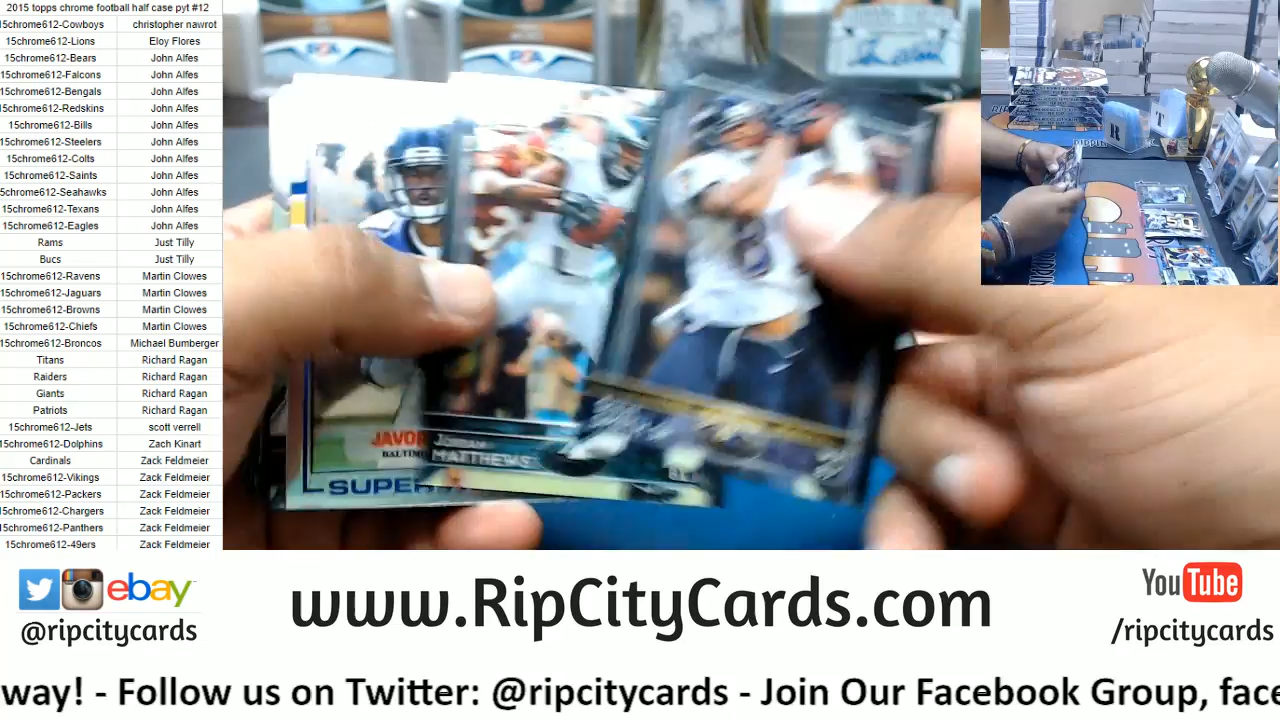 2015 topps chrome football half case pyt #12
5chrome612-Cowboys christopher nawrot
15chrome612-Lions Eloy Flores
15chrome612-Bears John Alfes
15chrome612-Falcons John Alfes
15chrome612-Bengals John Alfes
15chrome612-Redskins John Alfes
15chrome612-Bills John Alfes
15chrome612-Steelers John Alfes
15chrome612-Colts John Alfes
15chrome612-Saints John Alfes
5chrome612-Seahawks John Alfes
15chrome612-Texans John Alfes
15chrome612-Eagles John Alfes
Rams Just Tilly
Bucs Just Tilly
15chrome612-Ravens Martin Clowes
15chrome612-Jaguars Martin Clowes
15chrome612-Browns Martin Clowes
15chrome612-Chiefs Martin Clowes
15chrome612-Broncos Michael Bumberger
Titans Richard Ragan
Raiders Richard Ragan
Giants Richard Ragan
Patriots Richard Ragan
15chrome612-Jets scott verrell
15chrome612-Dolphins Zach Kinart
Cardinals Zack Feldmeier
15chrome612-Vikings Zack Feldmeier
15chrome612-Packers Zack Feldmeier
15chrome612-Chargers Zack Feldmeier
15chrome612-Panthers Zack Feldmeier
15chrome612-49ers Zack Feldmeier
PSA
PSA
R T
JAVOR
BALTIM
SUPER
JORDAN
MATTHEWS
ebay
@ripcitycards
www.RipCityCards.com
YouTube
/ripcitycards
way! - Follow us on Twitter: @ripcitycards - Join Our Facebook Group, face